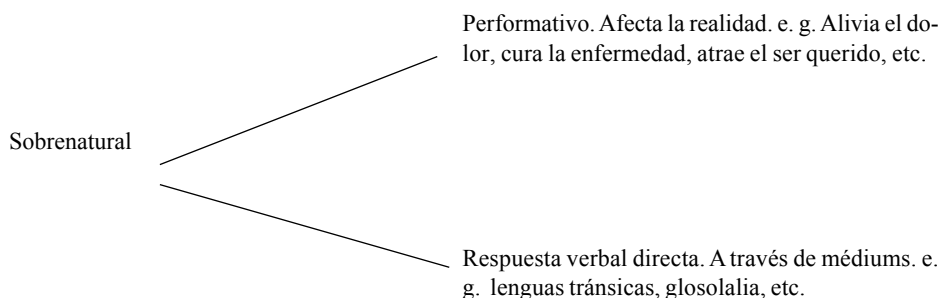 Performativo. Afecta la realidad. e. g. Alivia el do-
lor, cura la enfermedad, atrae el ser querido, etc.
Sobrenatural
Respuesta verbal directa. A través de médiums. e.
g. lenguas tránsicas, glosolalia, etc.